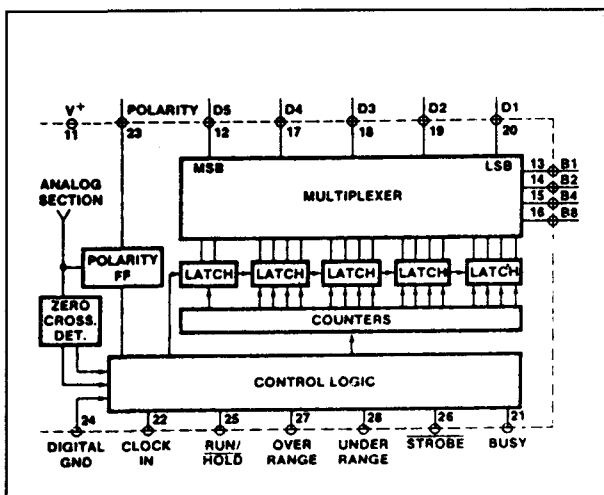 V+ POLARITY D5 D4 D3 D2 D1
11 23 12 17 18 19 20
MSB LSB
MULTIPLEXER
13 B1
14 B2
15 B4
16 B8
ANALOG
SECTION
POLARITY
FF
LATCH LATCH LATCH LATCH LATCH
ZERO
CROSS.
DET.
COUNTERS
CONTROL LOGIC
24 22 25 27 28 26 21
DIGITAL
GND
CLOCK
IN
RUN/
HOLD
OVER
RANGE
UNDER
RANGE
STROBE
BUSY